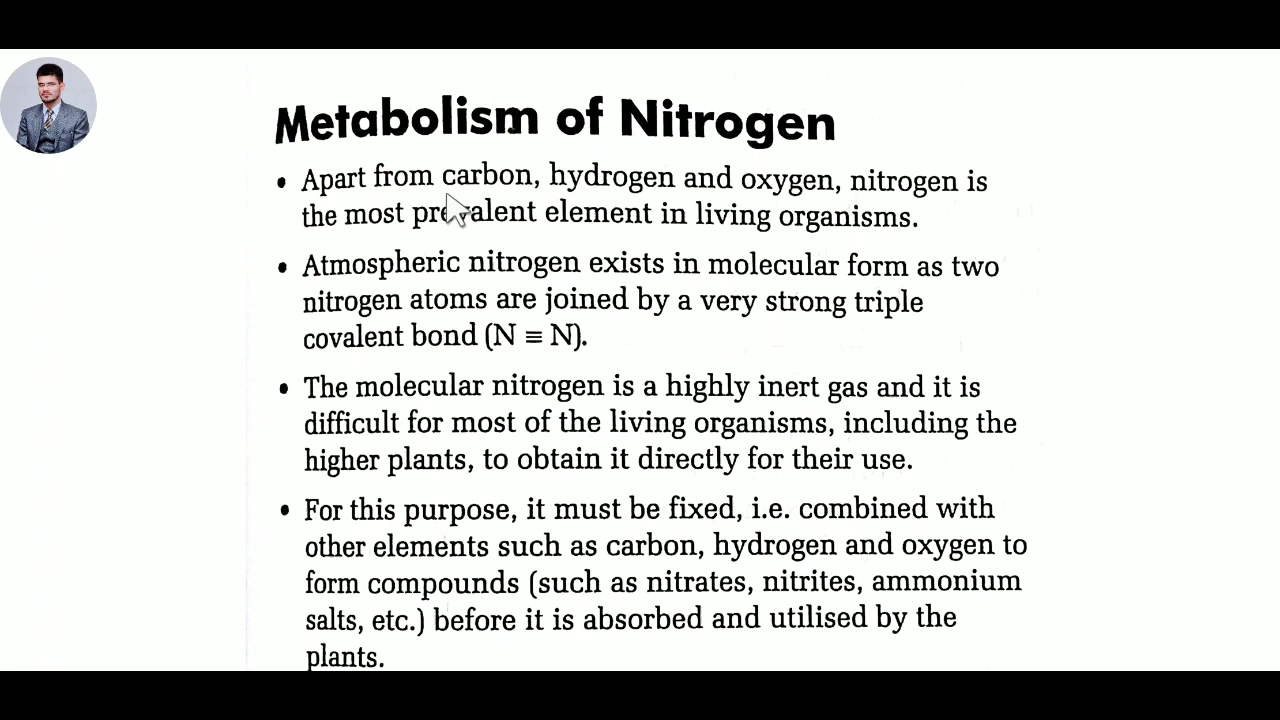 Metabolism of Nitrogen
• Apart from carbon, hydrogen and oxygen, nitrogen is
the most prevalent element in living organisms.
• Atmospheric nitrogen exists in molecular form as two
nitrogen atoms are joined by a very strong triple
covalent bond (N ≡ N).
• The molecular nitrogen is a highly inert gas and it is
difficult for most of the living organisms, including the
higher plants, to obtain it directly for their use.
• For this purpose, it must be fixed, i.e. combined with
other elements such as carbon, hydrogen and oxygen to
form compounds (such as nitrates, nitrites, ammonium
salts, etc.) before it is absorbed and utilised by the
plants.